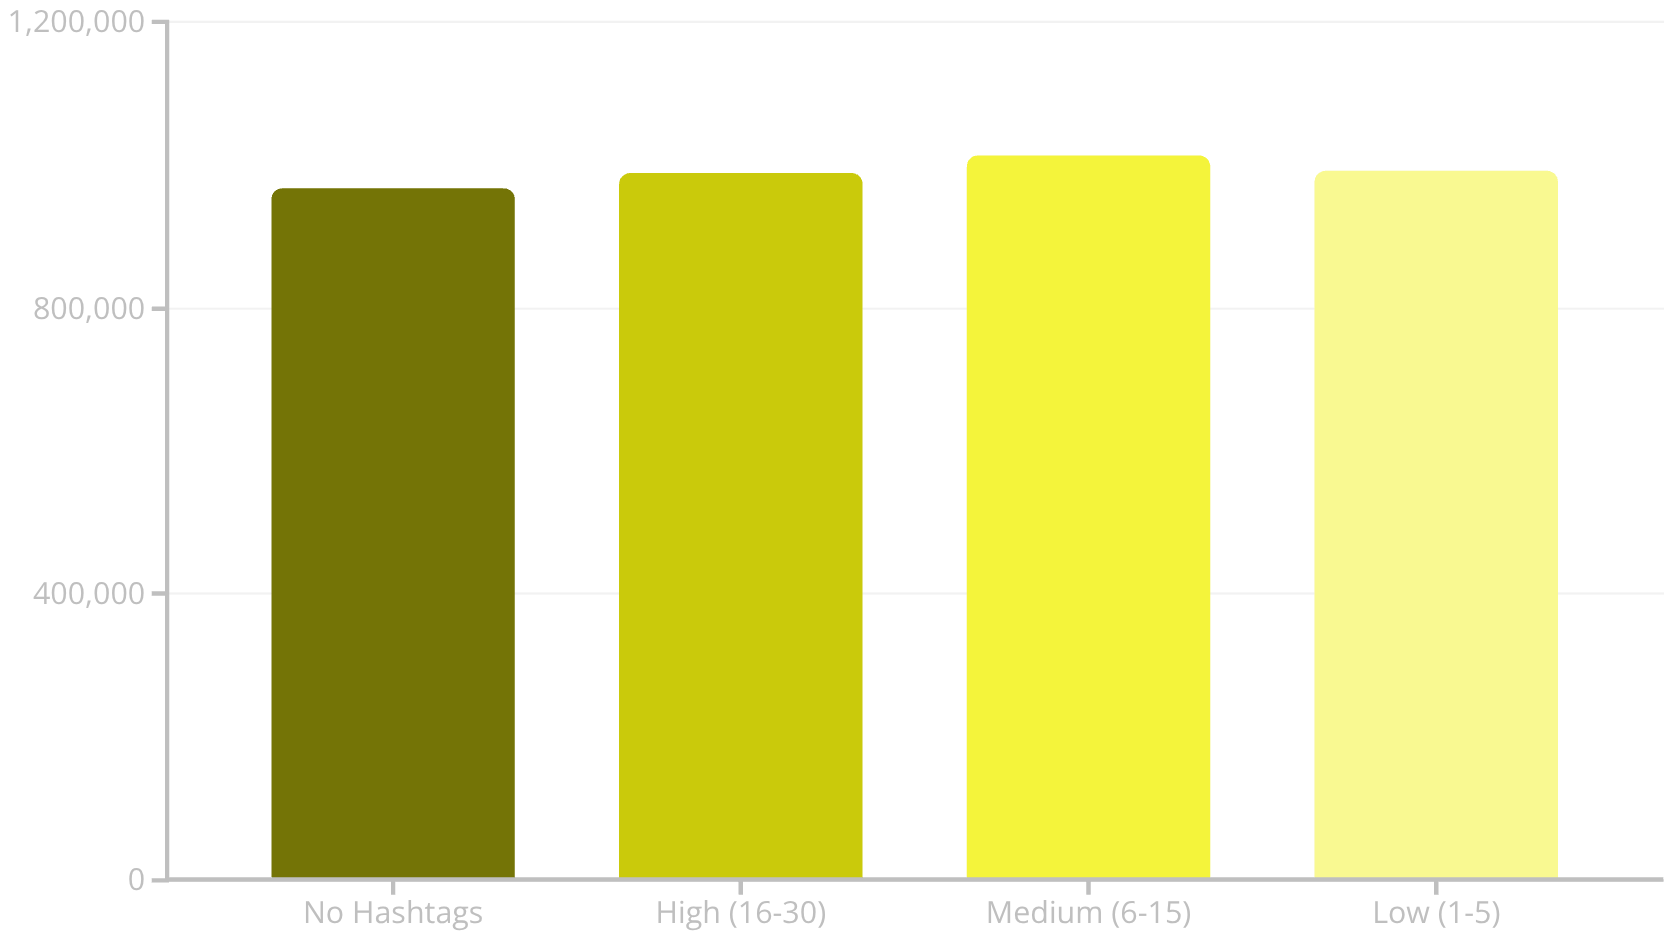 1,200,000
800,000
400,000
0
No Hashtags
High (16-30)
Medium (6-15)
Low (1-5)